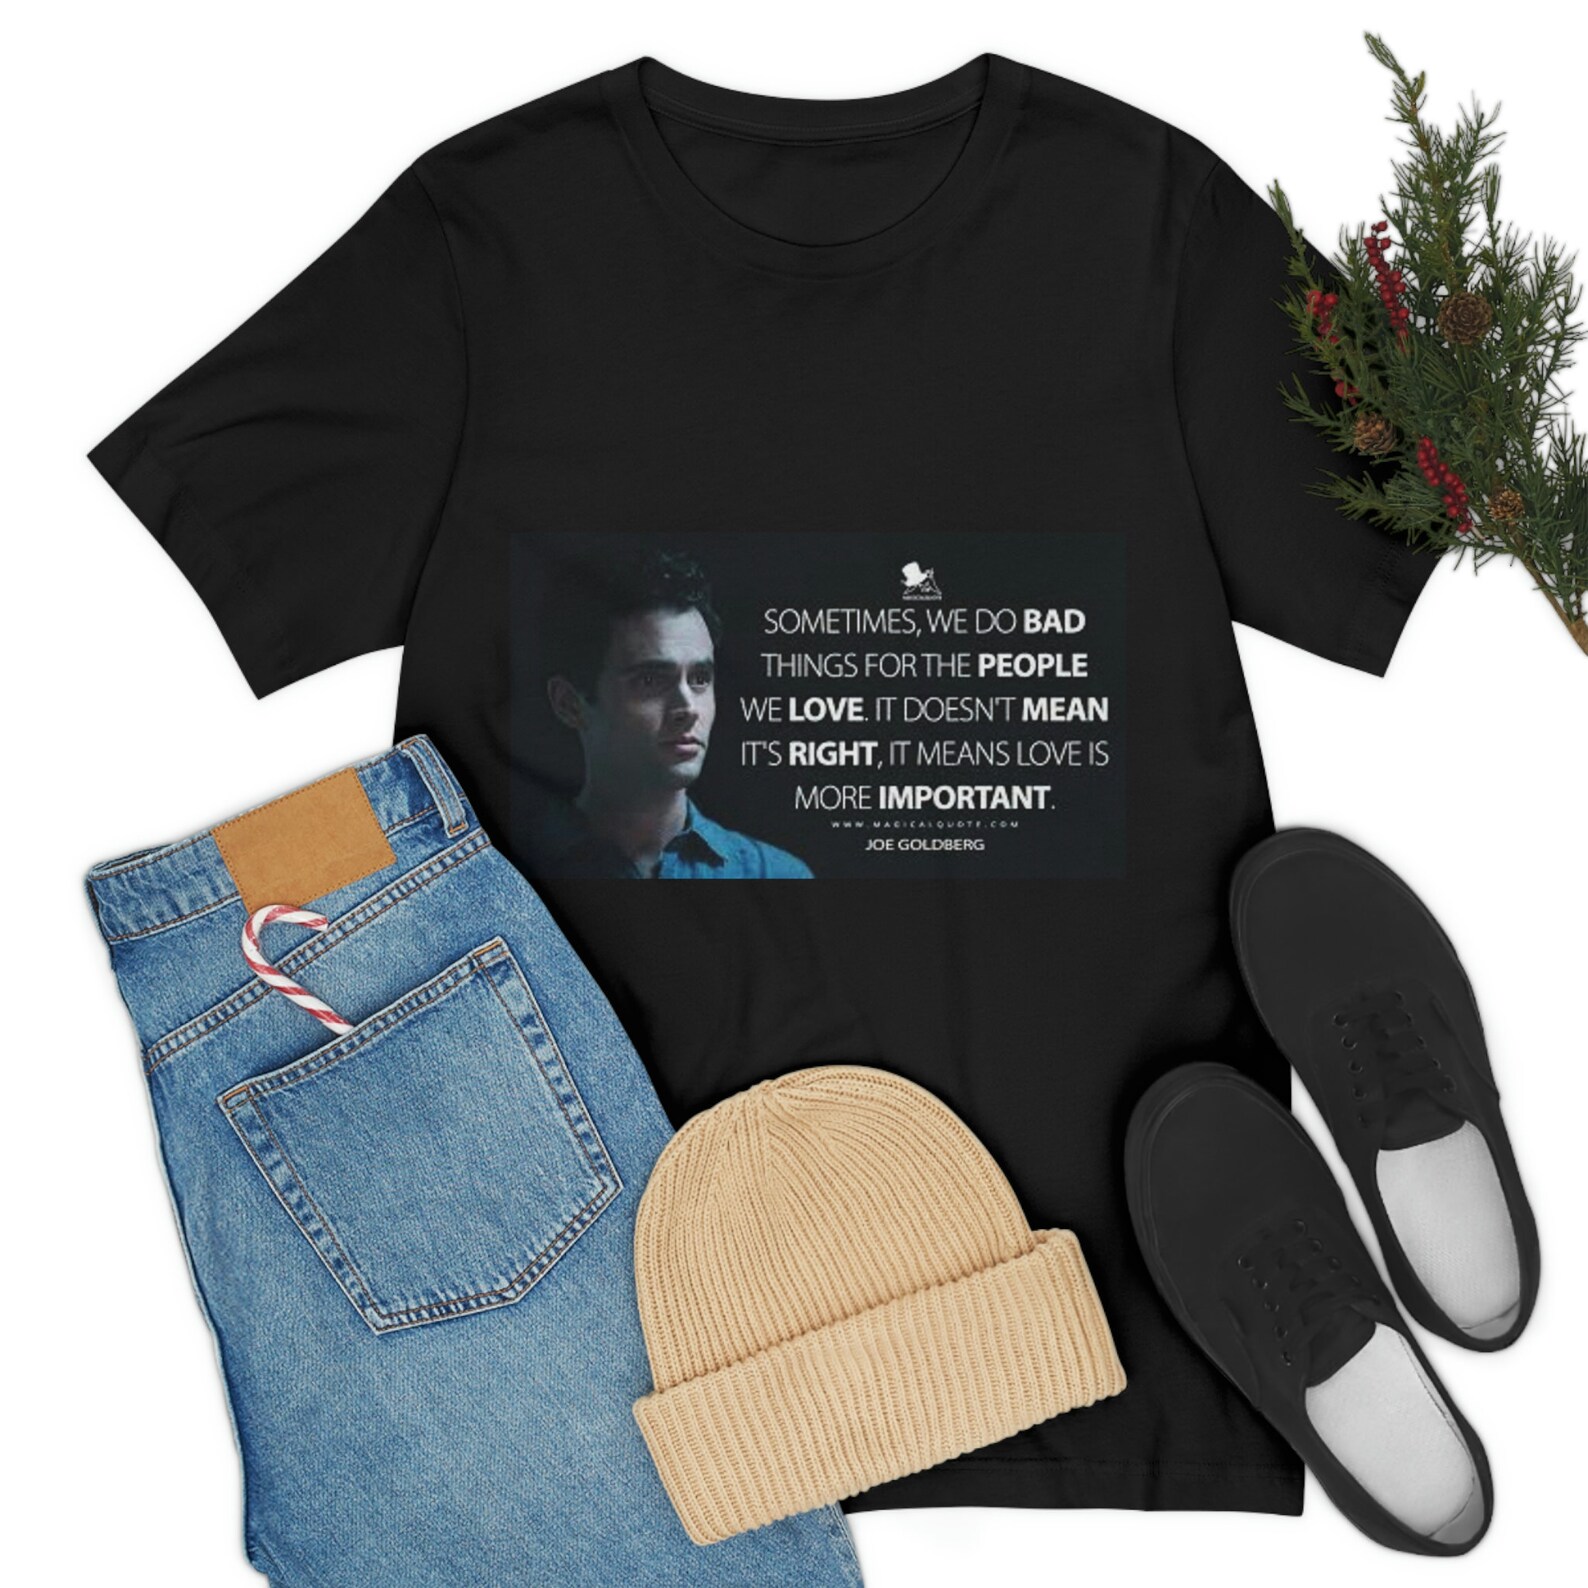 SOMETIMES, WE DO BAD
THINGS FOR THE PEOPLE
WE LOVE. IT DOESN'T MEAN
IT'S RIGHT, IT MEANS LOVE IS
MORE IMPORTANT.
WWW.MAGICALQUOTE.COM
JOE GOLDBERG